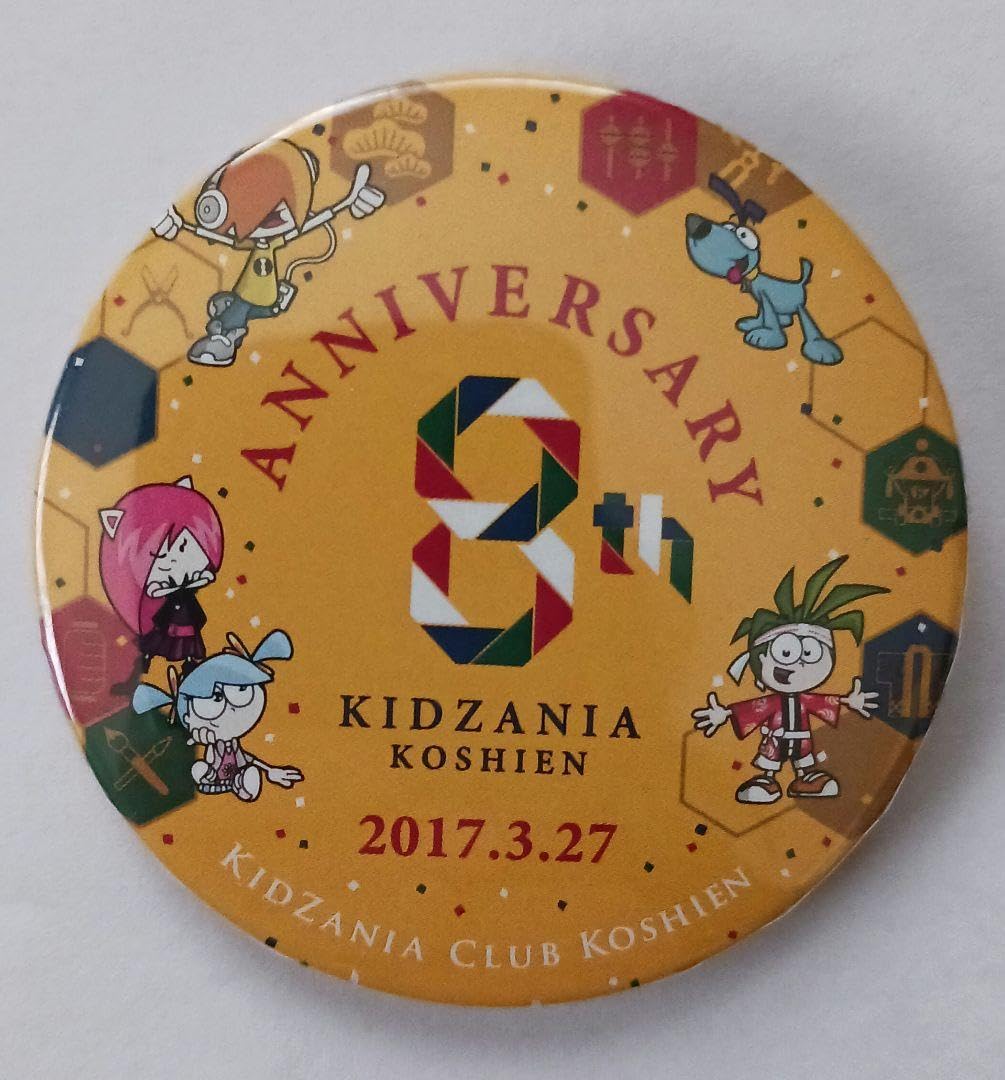 ANNIVERSARY
8th
KIDZANIA
KOSHIEN
2017.3.27
KIDZANIA CLUB KOSHIEN